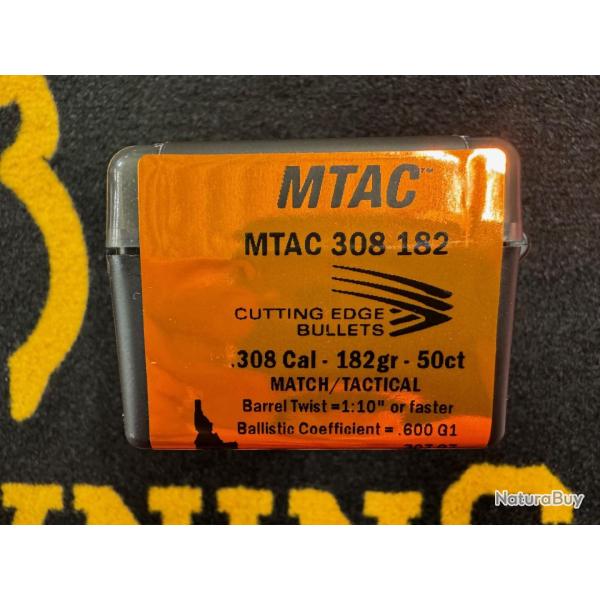 MTAC™
MTAC 308 182
CUTTING EDGE
BULLETS
.308 Cal - 182gr - 50ct
MATCH/TACTICAL
Barrel Twist =1:10" or faster
Ballistic Coefficient = .600 G1
NaturaBuy